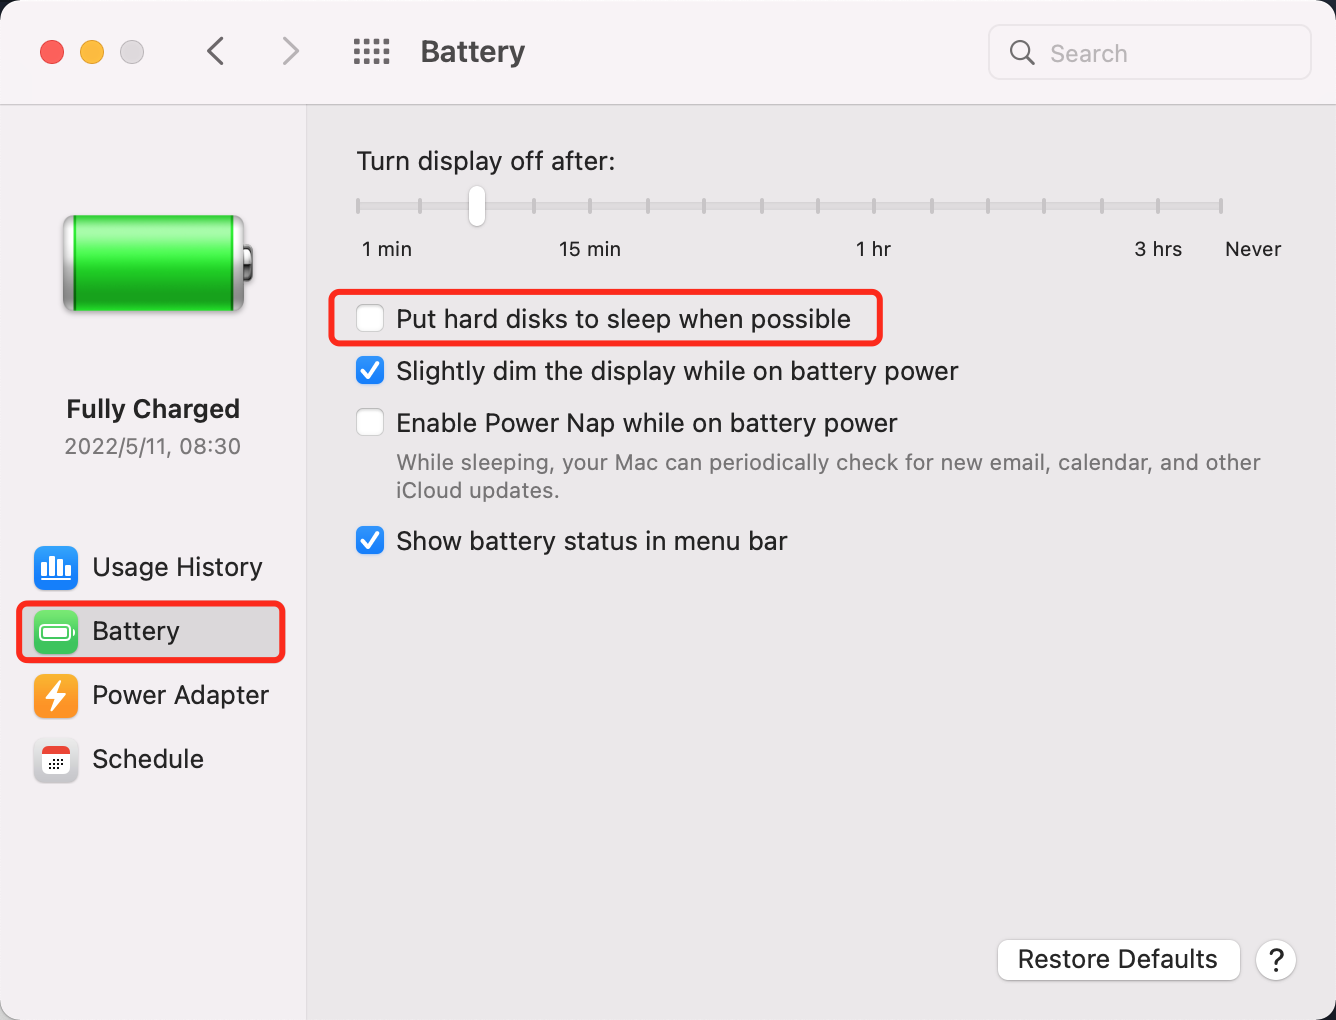 Battery
Search
Turn display off after:
1 min 15 min 1 hr 3 hrs Never
Put hard disks to sleep when possible
Slightly dim the display while on battery power
Enable Power Nap while on battery power
While sleeping, your Mac can periodically check for new email, calendar, and other
iCloud updates.
Show battery status in menu bar
Fully Charged
2022/5/11, 08:30
Usage History
Battery
Power Adapter
Schedule
Restore Defaults
?